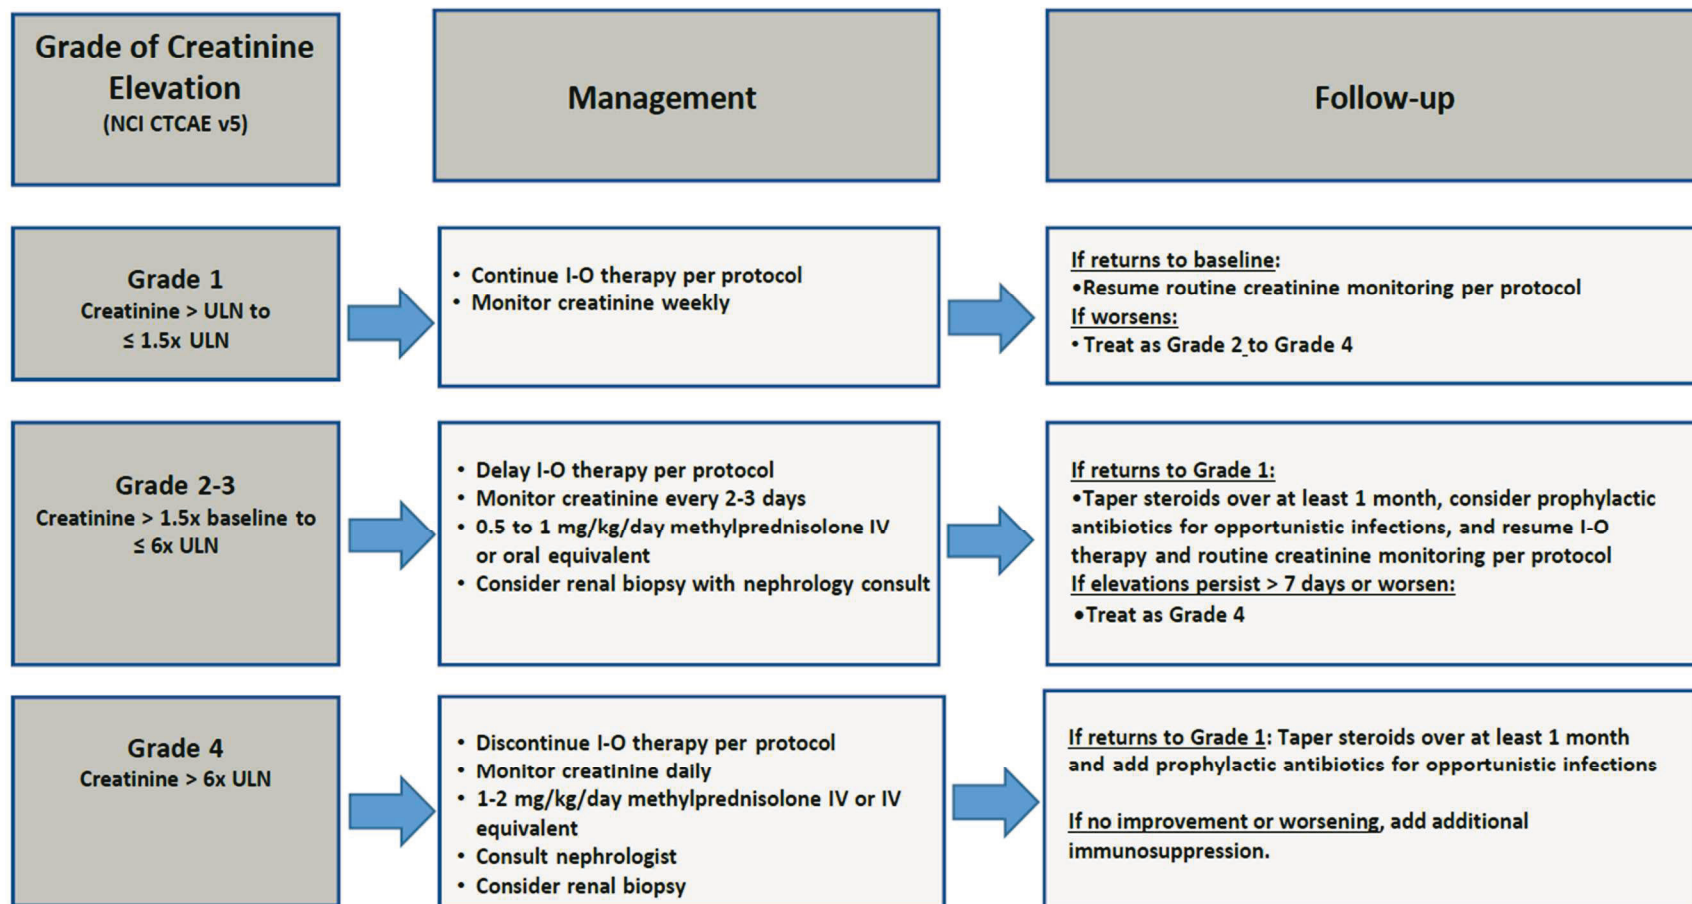 Grade of Creatinine
Elevation
(NCI CTCAE v5)
Management
Follow-up
Grade 1
Creatinine > ULN to
≤ 1.5x ULN
• Continue I-O therapy per protocol
• Monitor creatinine weekly
If returns to baseline:
•Resume routine creatinine monitoring per protocol
If worsens:
• Treat as Grade 2 to Grade 4
Grade 2-3
Creatinine > 1.5x baseline to
≤ 6x ULN
• Delay I-O therapy per protocol
• Monitor creatinine every 2-3 days
• 0.5 to 1 mg/kg/day methylprednisolone IV
or oral equivalent
• Consider renal biopsy with nephrology consult
If returns to Grade 1:
•Taper steroids over at least 1 month, consider prophylactic
antibiotics for opportunistic infections, and resume I-O
therapy and routine creatinine monitoring per protocol
If elevations persist > 7 days or worsen:
•Treat as Grade 4
Grade 4
Creatinine > 6x ULN
• Discontinue I-O therapy per protocol
• Monitor creatinine daily
• 1-2 mg/kg/day methylprednisolone IV or IV
equivalent
• Consult nephrologist
• Consider renal biopsy
If returns to Grade 1: Taper steroids over at least 1 month
and add prophylactic antibiotics for opportunistic infections
If no improvement or worsening, add additional
immunosuppression.